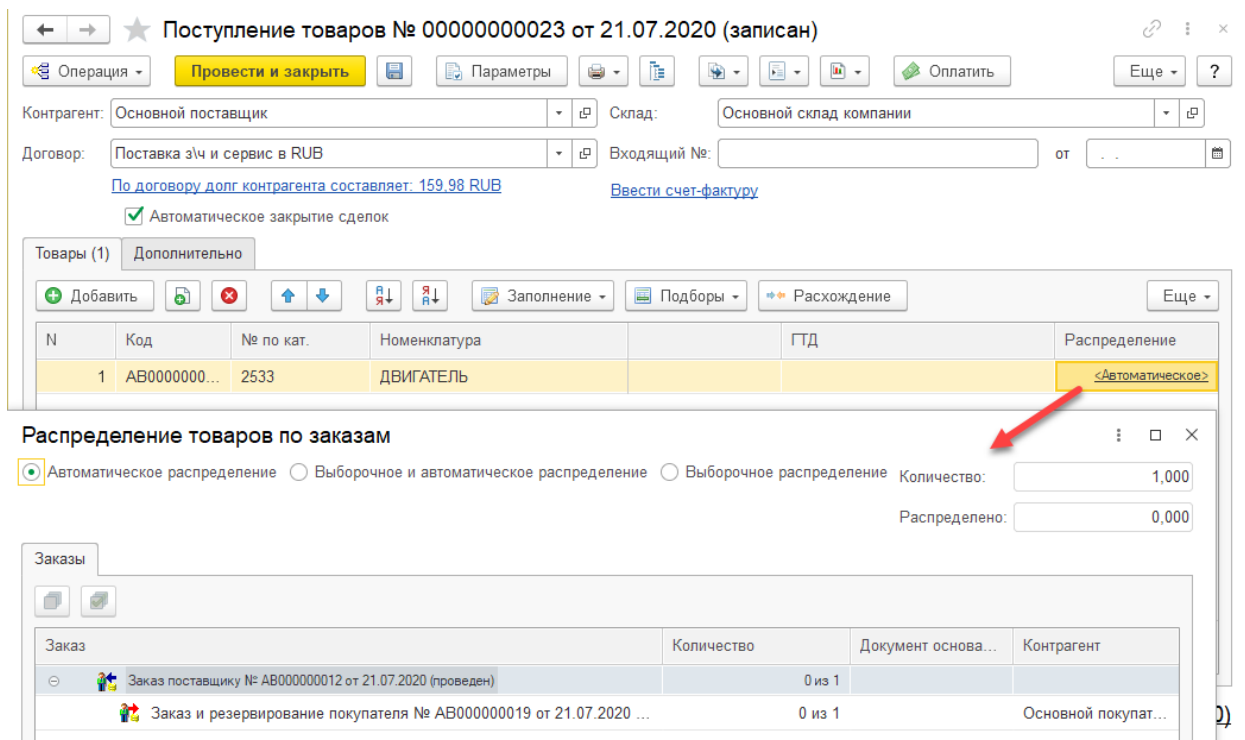 Поступление товаров № 00000000023 от 21.07.2020 (записан)
Операция Провести и закрыть Параметры Оплатить Еще ?
Контрагент: Основной поставщик Склад: Основной склад компании
Договор: Поставка з\ч и сервис в RUB Входящий №: от . .
По договору долг контрагента составляет: 159,98 RUB Ввести счет-фактуру
Автоматическое закрытие сделок
Товары (1) Дополнительно
Добавить Заполнение Подборы Расхождение Еще
N Код № по кат. Номенклатура ГТД Распределение
1 АВ0000000... 2533 ДВИГАТЕЛЬ <Автоматическое>
Распределение товаров по заказам
Автоматическое распределение Выборочное и автоматическое распределение Выборочное распределение Количество: 1,000
Распределено: 0,000
Заказы
Заказ Количество Документ основа... Контрагент
Заказ поставщику № АВ000000012 от 21.07.2020 (проведен) 0 из 1
Заказ и резервирование покупателя № АВ000000019 от 21.07.2020 ... 0 из 1 Основной покупат...